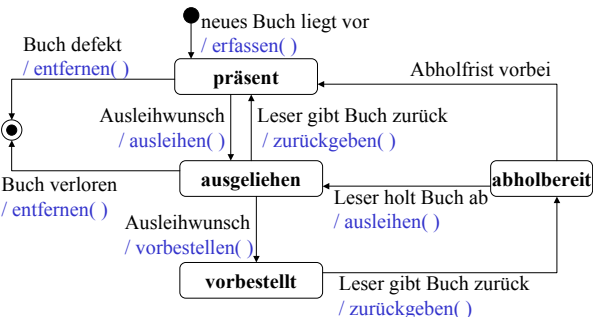 neues Buch liegt vor
/ erfassen( )
Buch defekt
/ entfernen( )
präsent
Abholfrist vorbei
Ausleihwunsch
/ ausleihen( )
Leser gibt Buch zurück
/ zurückgeben( )
ausgeliehen
abholbereit
Buch verloren
/ entfernen( )
Leser holt Buch ab
/ ausleihen( )
Ausleihwunsch
/ vorbestellen( )
vorbestellt
Leser gibt Buch zurück
/ zurückgeben( )